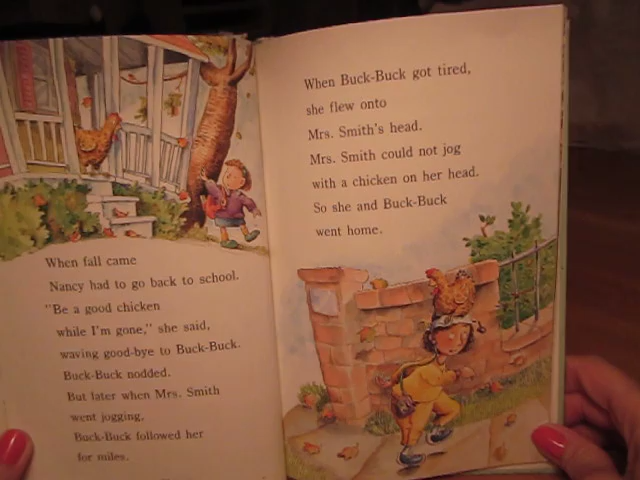 When fall came
Nancy had to go back to school.
"Be a good chicken
while I'm gone," she said,
waving good-bye to Buck-Buck.
Buck-Buck nodded.
But later when Mrs. Smith
went jogging,
Buck-Buck followed her
for miles.
When Buck-Buck got tired,
she flew onto
Mrs. Smith's head.
Mrs. Smith could not jog
with a chicken on her head.
So she and Buck-Buck
went home.